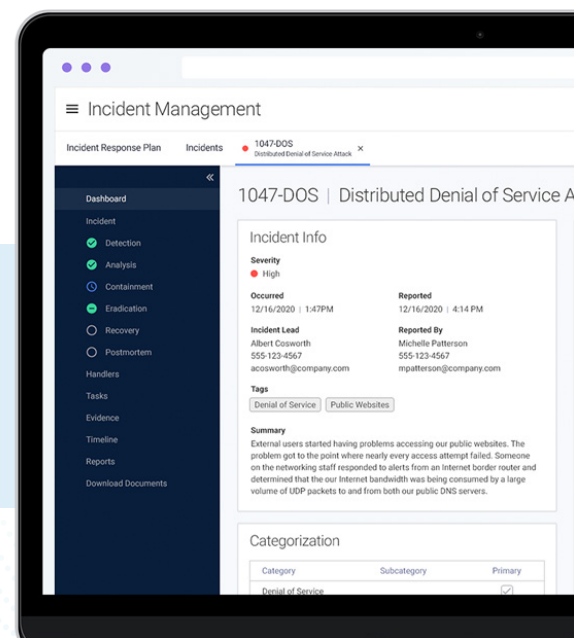 Incident Management
Incident Response Plan
Incidents
1047-DOS
Distributed Denial of Service Attack
Dashboard
Incident
Detection
Analysis
Containment
Eradication
Recovery
Postmortem
Handlers
Tasks
Evidence
Timeline
Reports
Download Documents
1047-DOS | Distributed Denial of Service A
Incident Info
Severity
High
Occurred
12/16/2020 | 1:47PM
Reported
12/16/2020 | 4:14 PM
Incident Lead
Albert Cosworth
555-123-4567
acosworth@company.com
Reported By
Michelle Patterson
555-123-4567
mpatterson@company.com
Tags
Denial of Service
Public Websites
Summary
External users started having problems accessing our public websites. The
problem got to the point where nearly every access attempt failed. Someone
on the networking staff responded to alerts from an Internet border router and
determined that the our Internet bandwidth was being consumed by a large
volume of UDP packets to and from both our public DNS servers.
Categorization
Category
Subcategory
Primary
Denial of Service